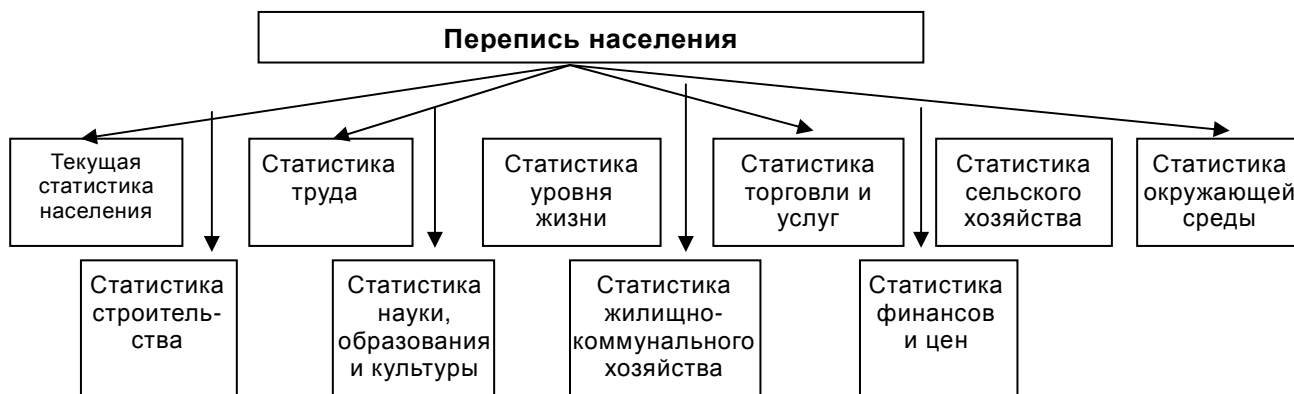 Перепись населения
Текущая
статистика
населения
Статистика
труда
Статистика
уровня
жизни
Статистика
торговли и
услуг
Статистика
сельского
хозяйства
Статистика
окружающей
среды
Статистика
строитель-
ства
Статистика
науки,
образования
и культуры
Статистика
жилищно-
коммунального
хозяйства
Статистика
финансов
и цен